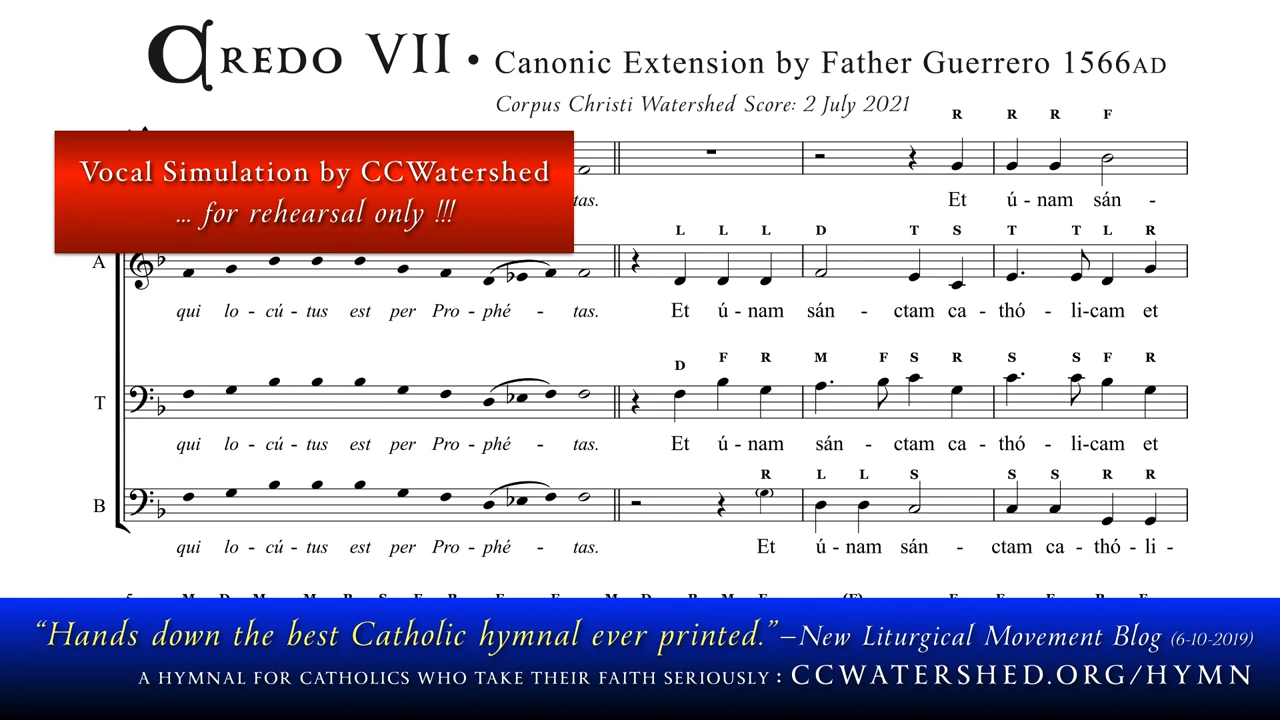 CREDO VII • Canonic Extension by Father Guerrero 1566AD
Corpus Christi Watershed Score: 2 July 2021
R R R F
Vocal Simulation by CCWatershed
... for rehearsal only !!!
tas. Et ú - nam sán -
L L L D T S T T L R
A
qui lo - cú - tus est per Pro - phé - tas. Et ú - nam sán - ctam ca - thó - li-cam et
D F R M F S R S S F R
T
qui lo - cú - tus est per Pro - phé - tas. Et ú - nam sán - ctam ca - thó - li-cam et
R L L S S S R R
B
qui lo - cú - tus est per Pro - phé - tas. Et ú - nam sán - ctam ca - thó - li -
“Hands down the best Catholic hymnal ever printed.” –New Liturgical Movement Blog (6-10-2019)
A HYMNAL FOR CATHOLICS WHO TAKE THEIR FAITH SERIOUSLY : CCWATERSHED.ORG/HYMN